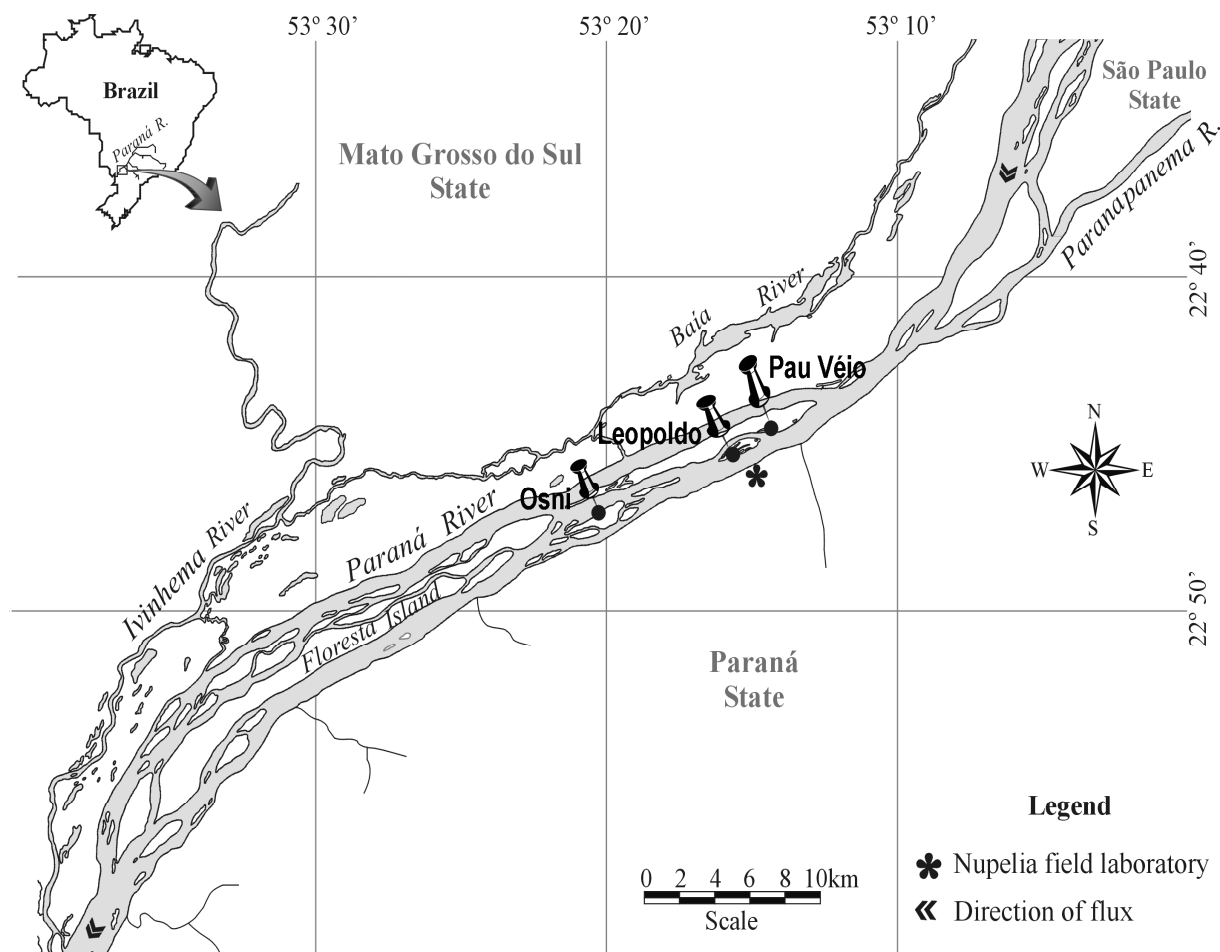 53° 30’
53° 20’
53° 10’
Brazil
Paraná R.
São Paulo
State
Mato Grosso do Sul
State
Paranapanema R.
22° 40’
Baía River
Pau Véio
Leopoldo
Osni
N
W E
S
Ivinhema River
Paraná River
Floresta Island
22° 50’
Paraná
State
Legend
Nupelia field laboratory
Direction of flux
0 2 4 6 8 10km
Scale